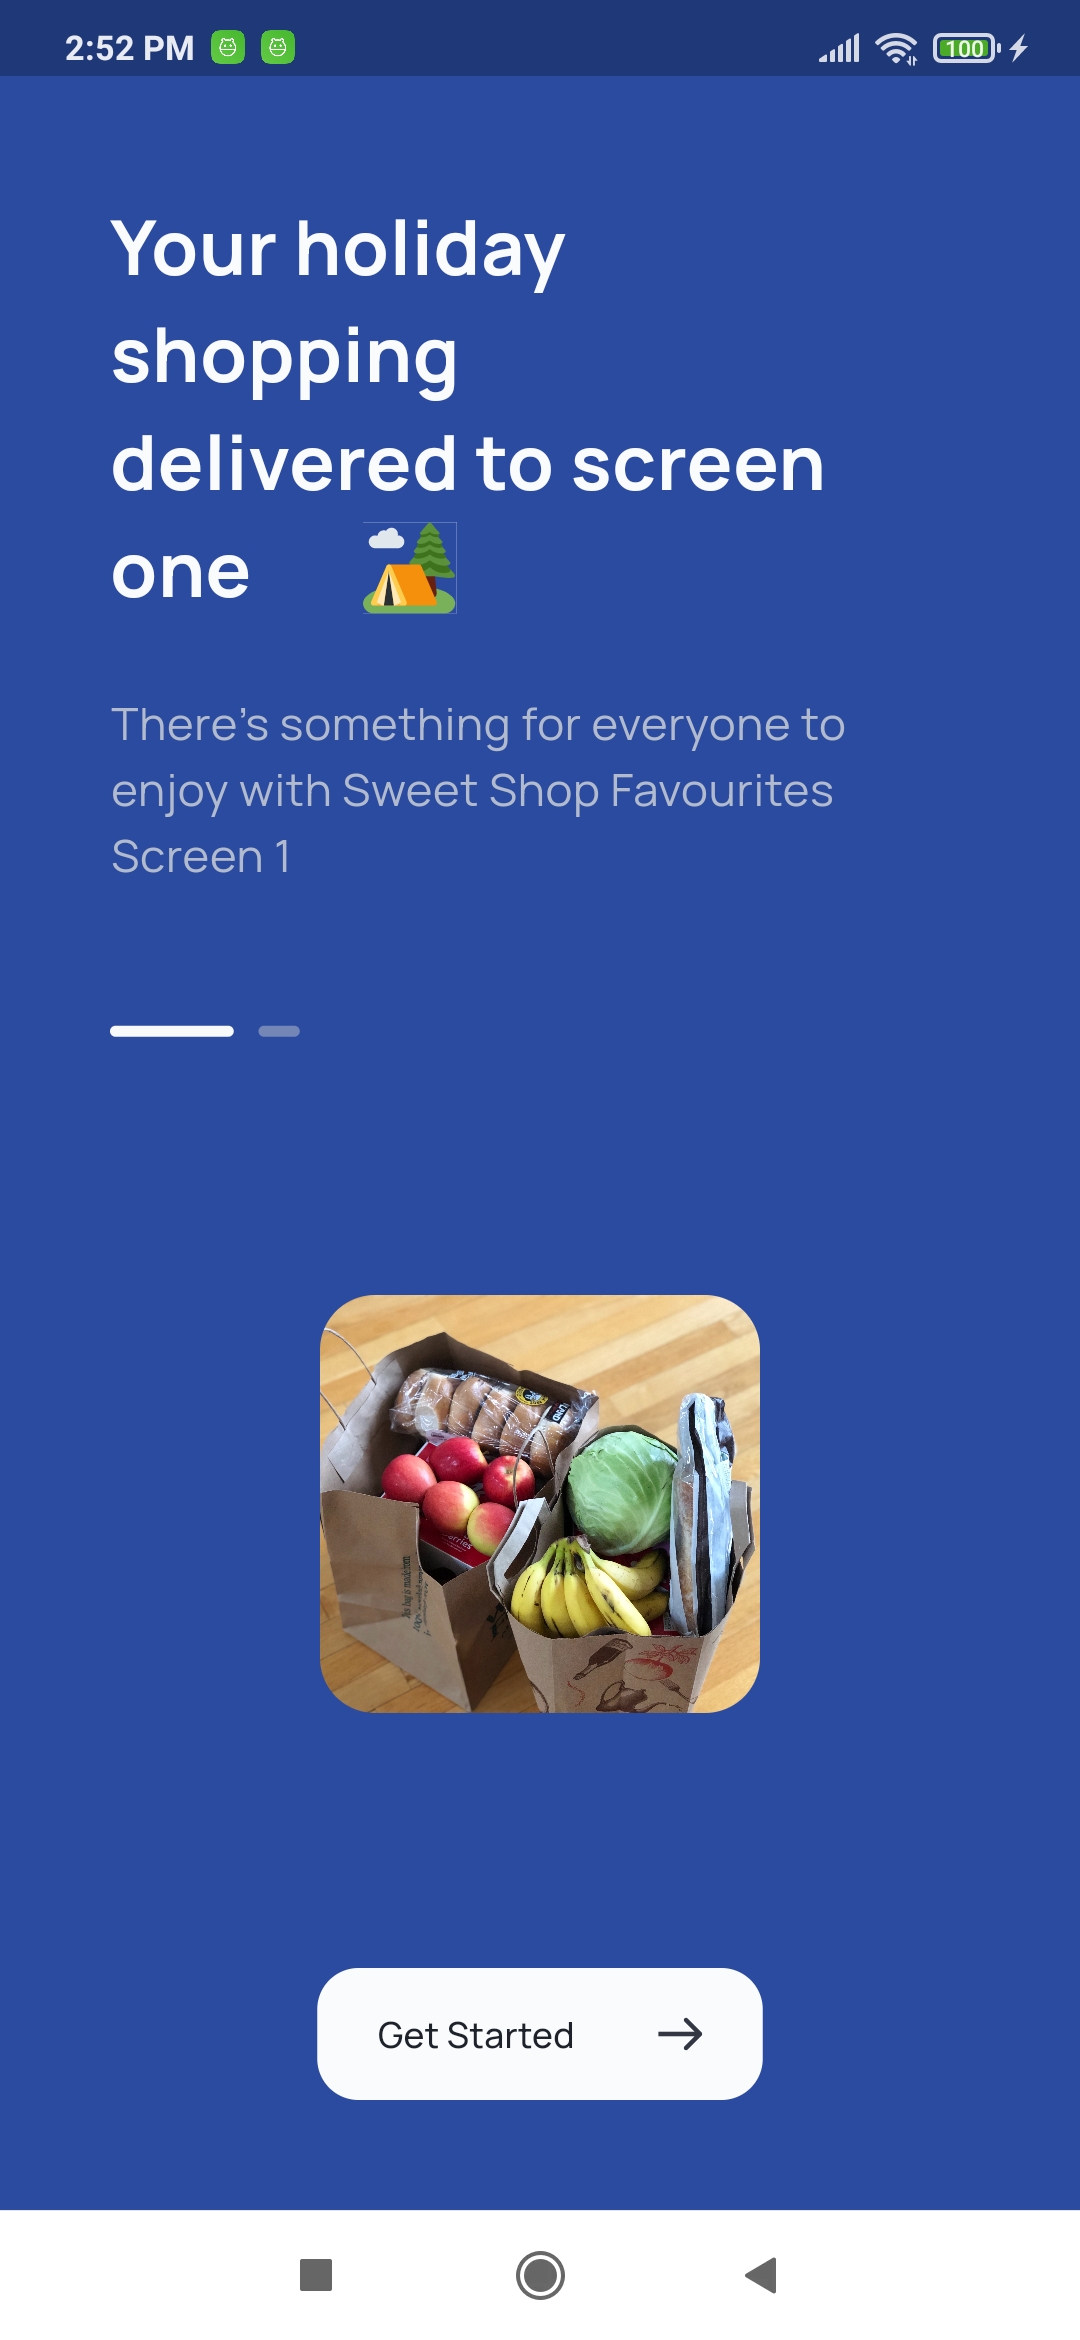 2:52 PM
100
Your holiday
shopping
delivered to screen
one
There's something for everyone to
enjoy with Sweet Shop Favourites
Screen 1
Get Started